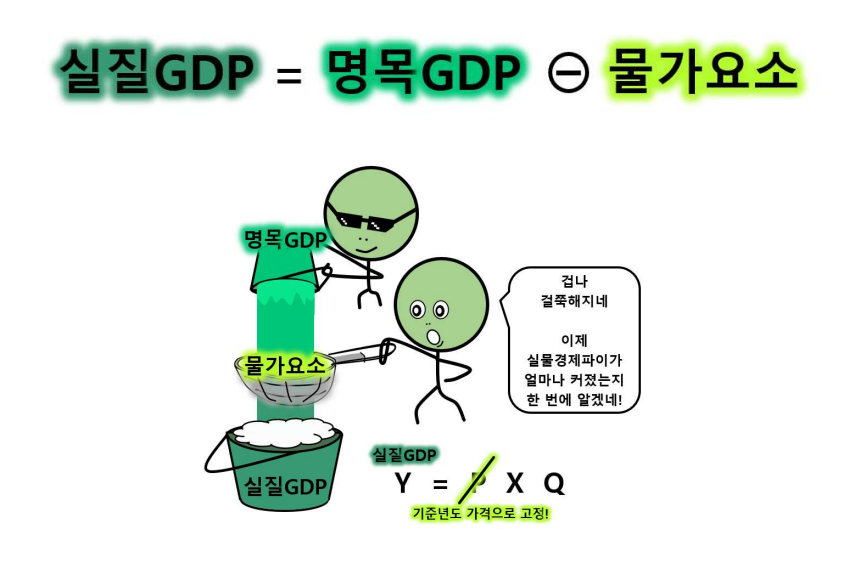 실질GDP = 명목GDP ⊖ 물가요소
명목GDP
겁나
걸쭉해지네
이제
실물경제파이가
얼마나 커졌는지
한 번에 알겠네!
물가요소
실질GDP
실질GDP
Y = P X Q
기준년도 가격으로 고정!